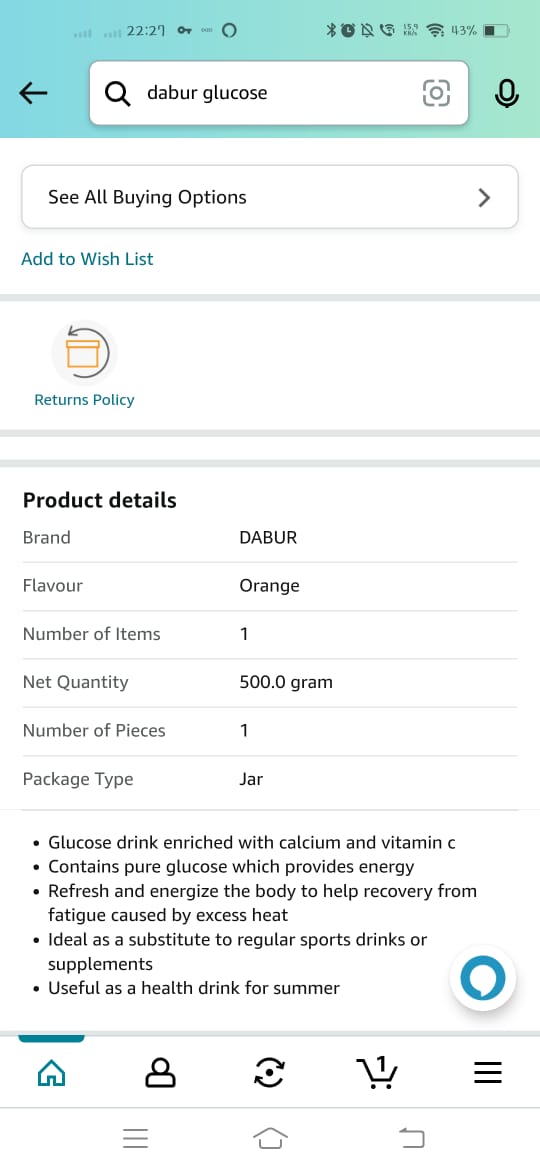 22:27
15.9
KB/s
43%
dabur glucose
See All Buying Options
Add to Wish List
Returns Policy
Product details
Brand DABUR
Flavour Orange
Number of Items 1
Net Quantity 500.0 gram
Number of Pieces 1
Package Type Jar
• Glucose drink enriched with calcium and vitamin c
• Contains pure glucose which provides energy
• Refresh and energize the body to help recovery from
fatigue caused by excess heat
• Ideal as a substitute to regular sports drinks or
supplements
• Useful as a health drink for summer
1